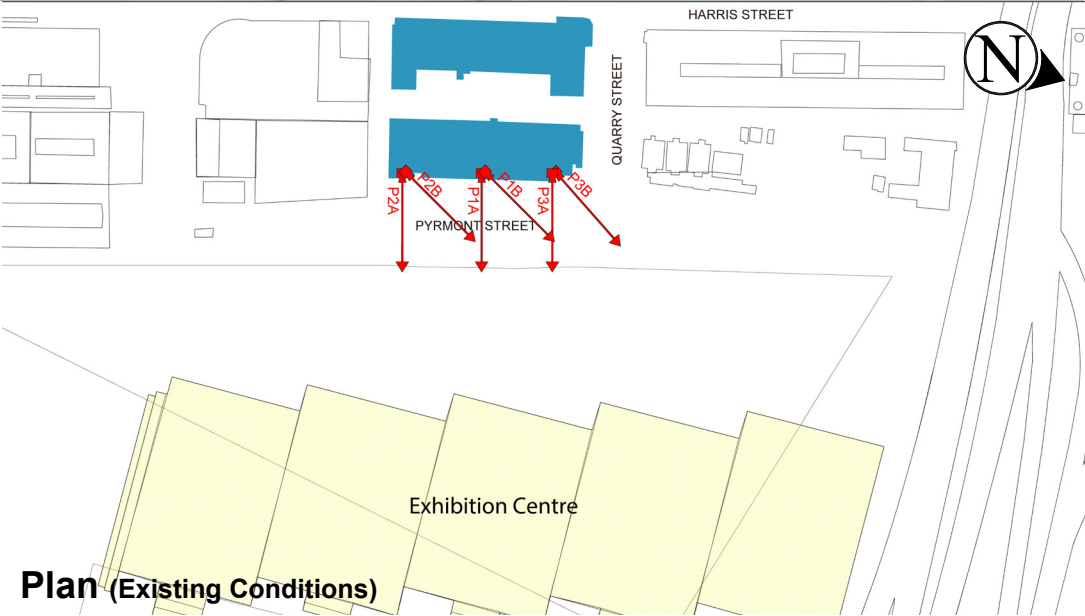 HARRIS STREET
N
QUARRY STREET
P2A
P2B
P1A
P1B
P3A
P3B
PYRMONT STREET
Exhibition Centre
Plan (Existing Conditions)